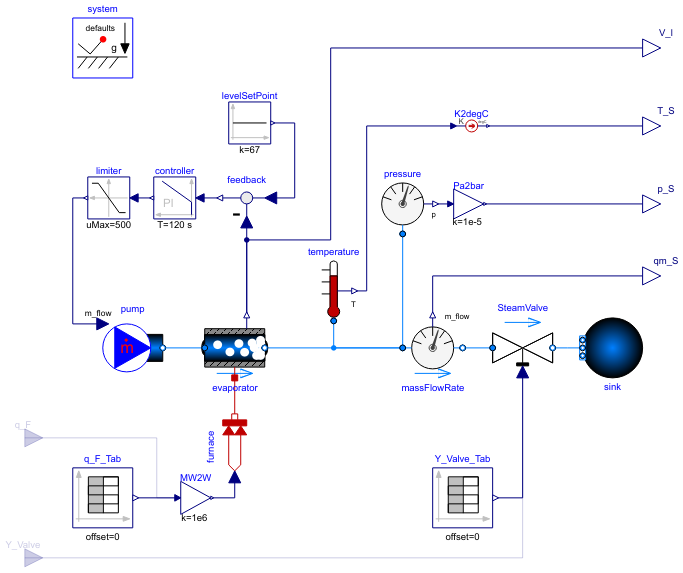 system
defaults
g
V_l
levelSetPoint
k=67
K2degC
K
degC
T_S
limiter
uMax=500
controller
PI
T=120 s
feedback
pressure
p
Pa2bar
k=1e-5
p_S
temperature
T
qm_S
m_flow
pump
ṁ
evaporator
m_flow
massFlowRate
SteamValve
sink
q_F
furnace
q_F_Tab
offset=0
MW2W
k=1e6
Y_Valve_Tab
offset=0
Y_Valve